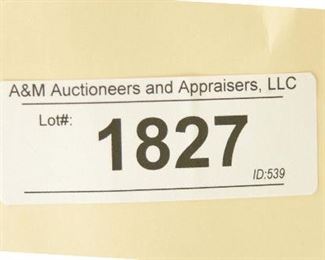 A&M Auctioneers and Appraisers, LLC
Lot#: 1827
ID:539